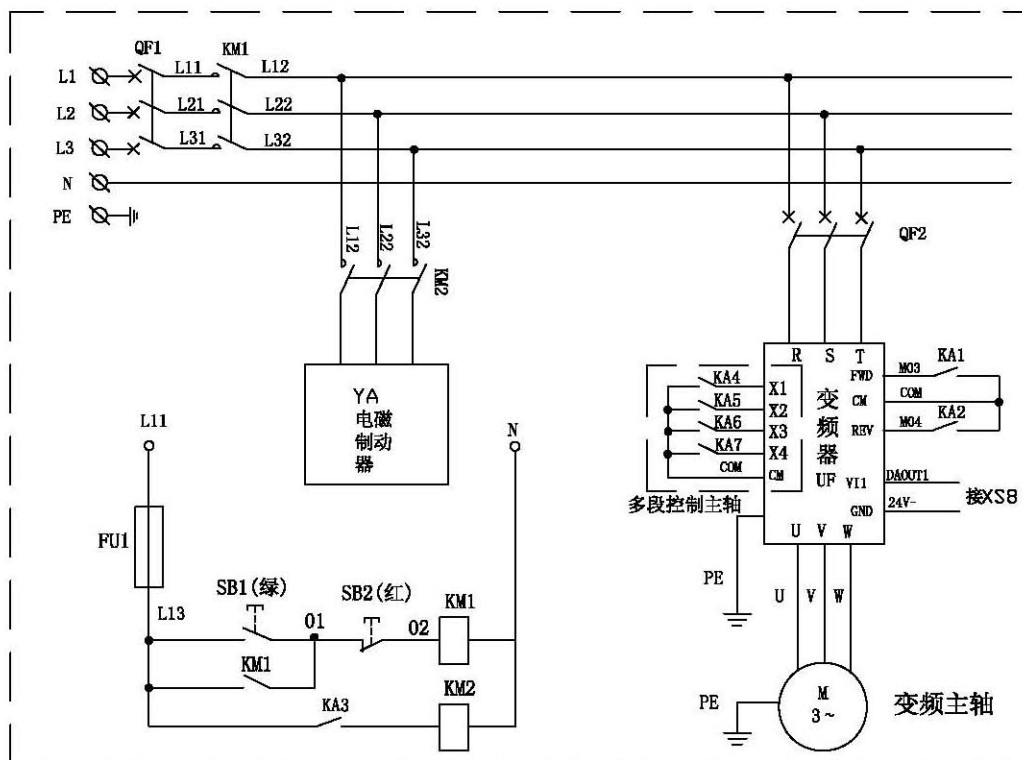 QF1 KM1
L1 L11 L12
L2 L21 L22
L3 L31 L32
N
PE
L12 L22 L32 KM2
QF2
YA
电磁
制动
器
R S T
变
频
器
UF
FWD M03 KA1
CM COM
REV M04 KA2
VI1 DAOUT1
GND 24V-
接XS8
KA4 X1
KA5 X2
KA6 X3
KA7 X4
COM CM
多段控制主轴
U V W
PE
U V W
PE
M
3~
变频主轴
L11 N
FU1
L13
SB1(绿) SB2(红) KM1
01 02
KM1
KA3 KM2